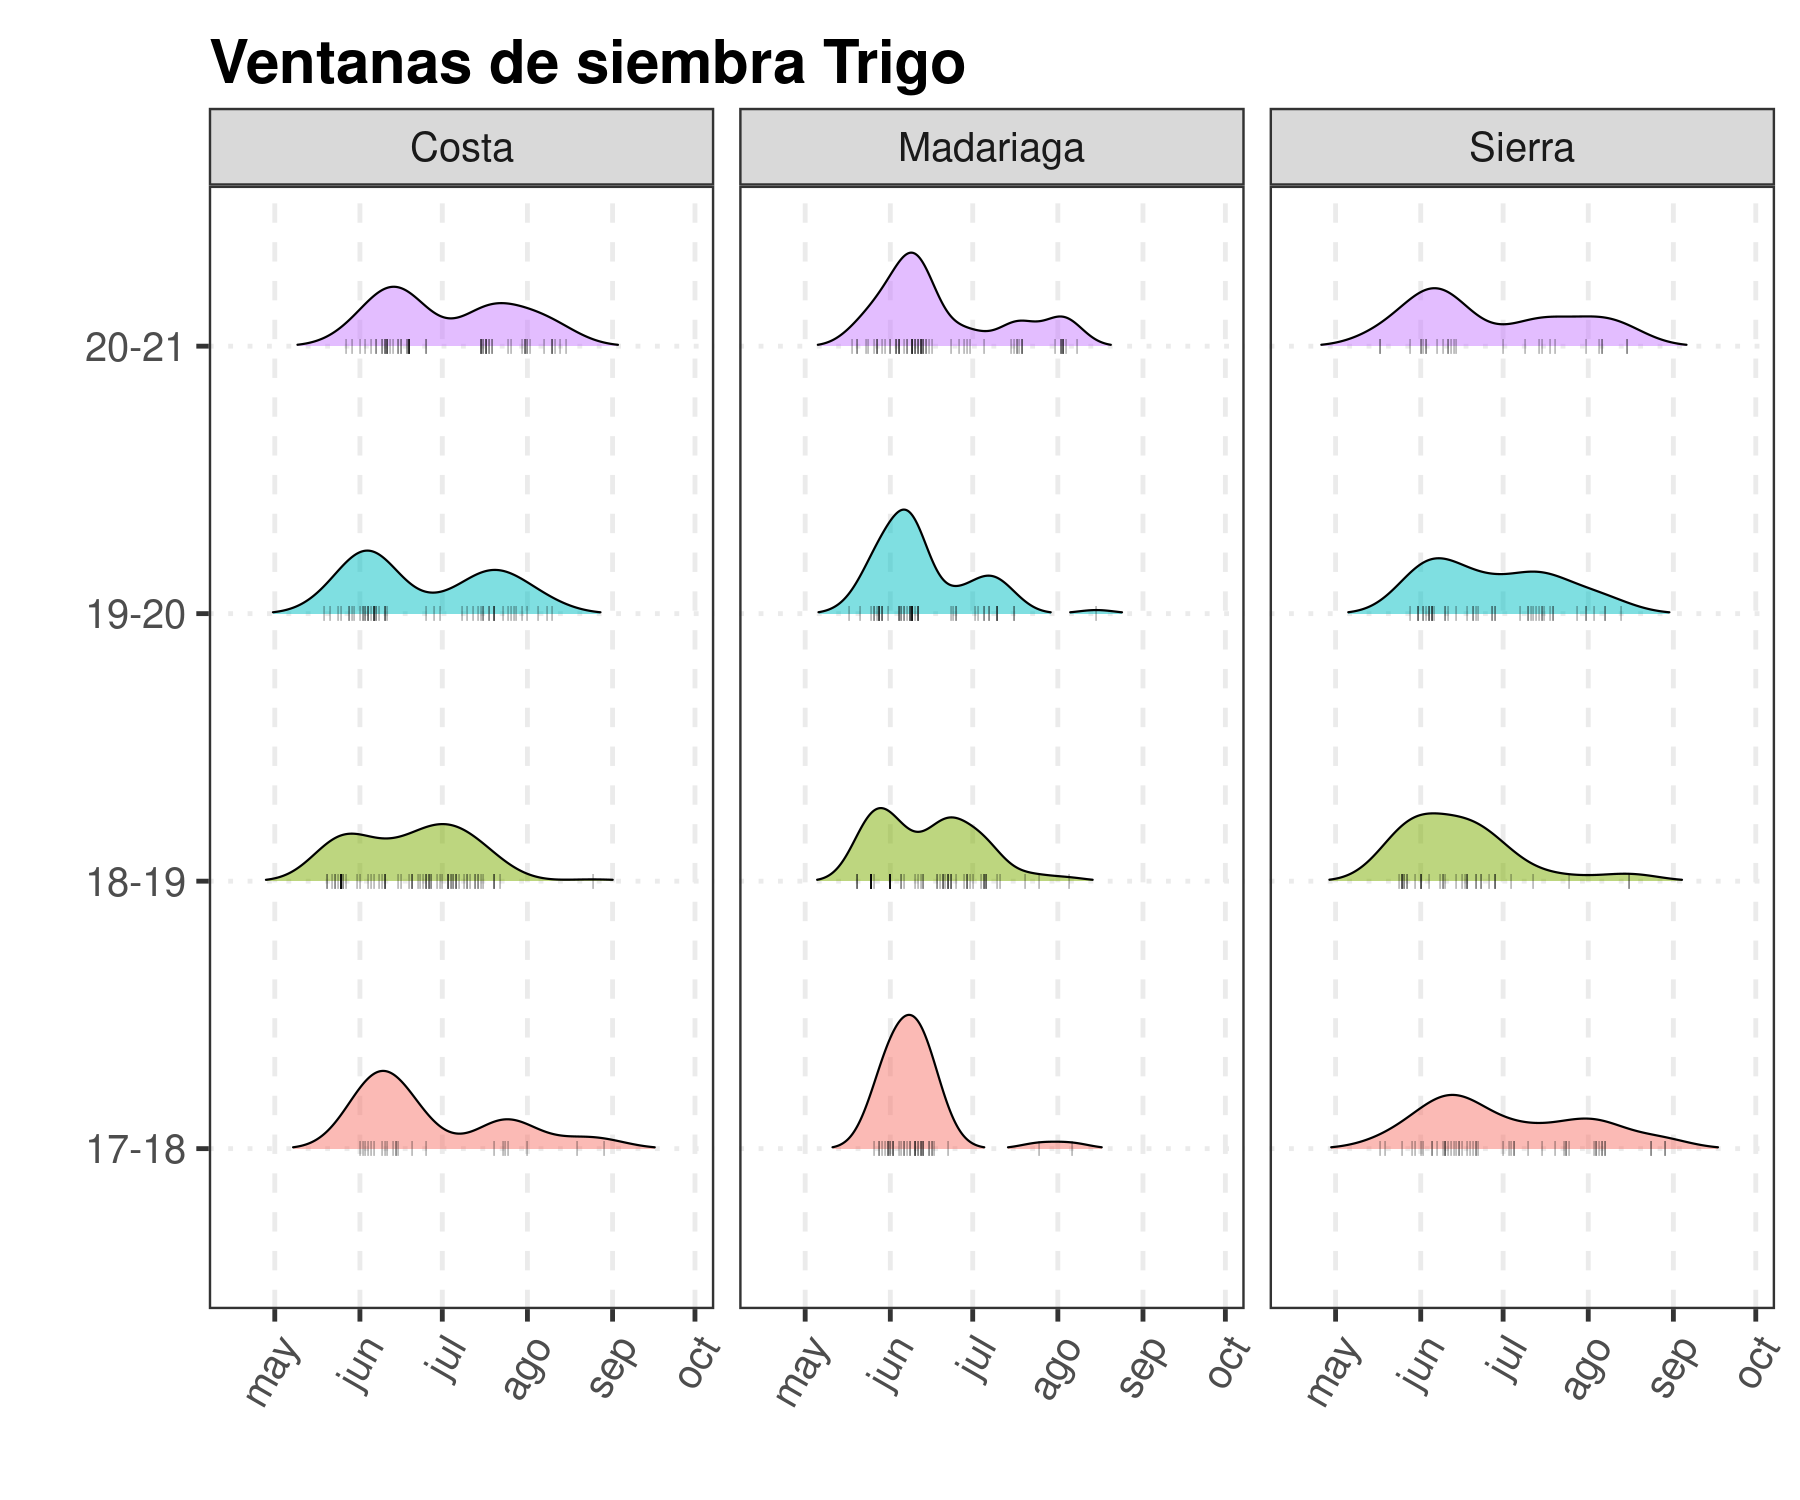 Ventanas de siembra Trigo
Costa Madariaga Sierra
20-21
19-20
18-19
17-18
may jun jul ago sep oct may jun jul ago sep oct may jun jul ago sep oct